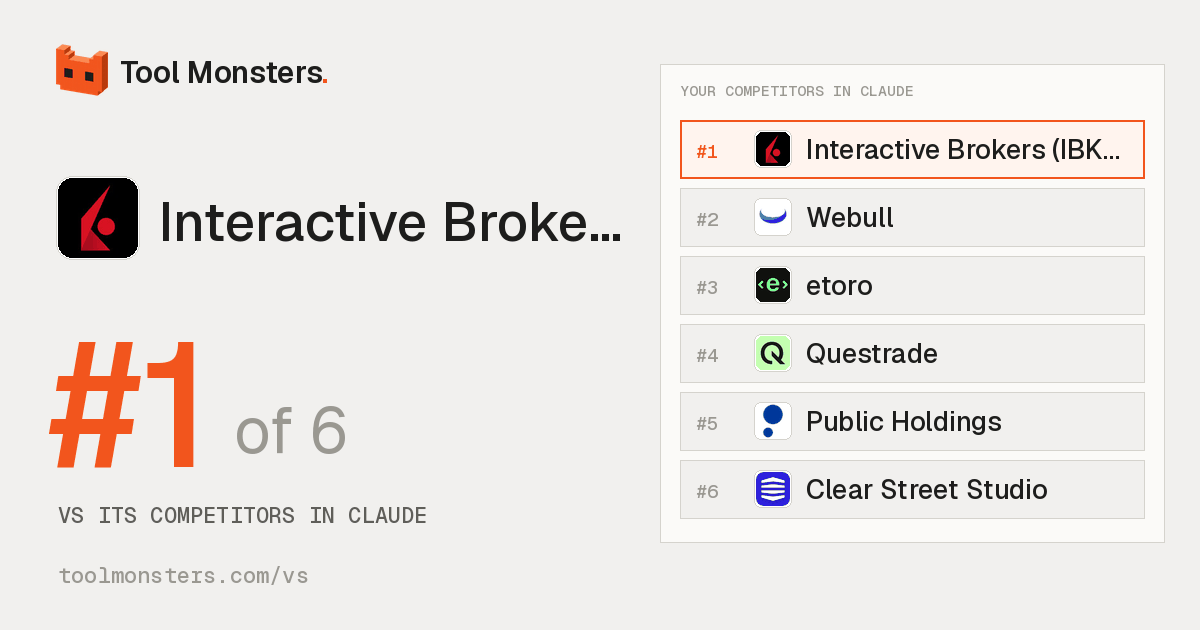 Tool Monsters.
Interactive Broke...
#1 of 6
VS ITS COMPETITORS IN CLAUDE
toolmonsters.com/vs
YOUR COMPETITORS IN CLAUDE
#1 Interactive Brokers (IBK...
#2 Webull
#3 <e> etoro
#4 Questrade
#5 Public Holdings
#6 Clear Street Studio